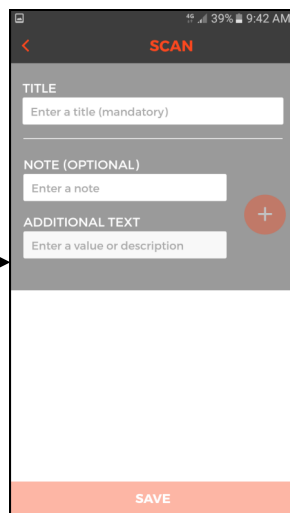 4G 39% 9:42 AM
SCAN
TITLE
Enter a title (mandatory)
NOTE (OPTIONAL)
Enter a note
ADDITIONAL TEXT
Enter a value or description
SAVE